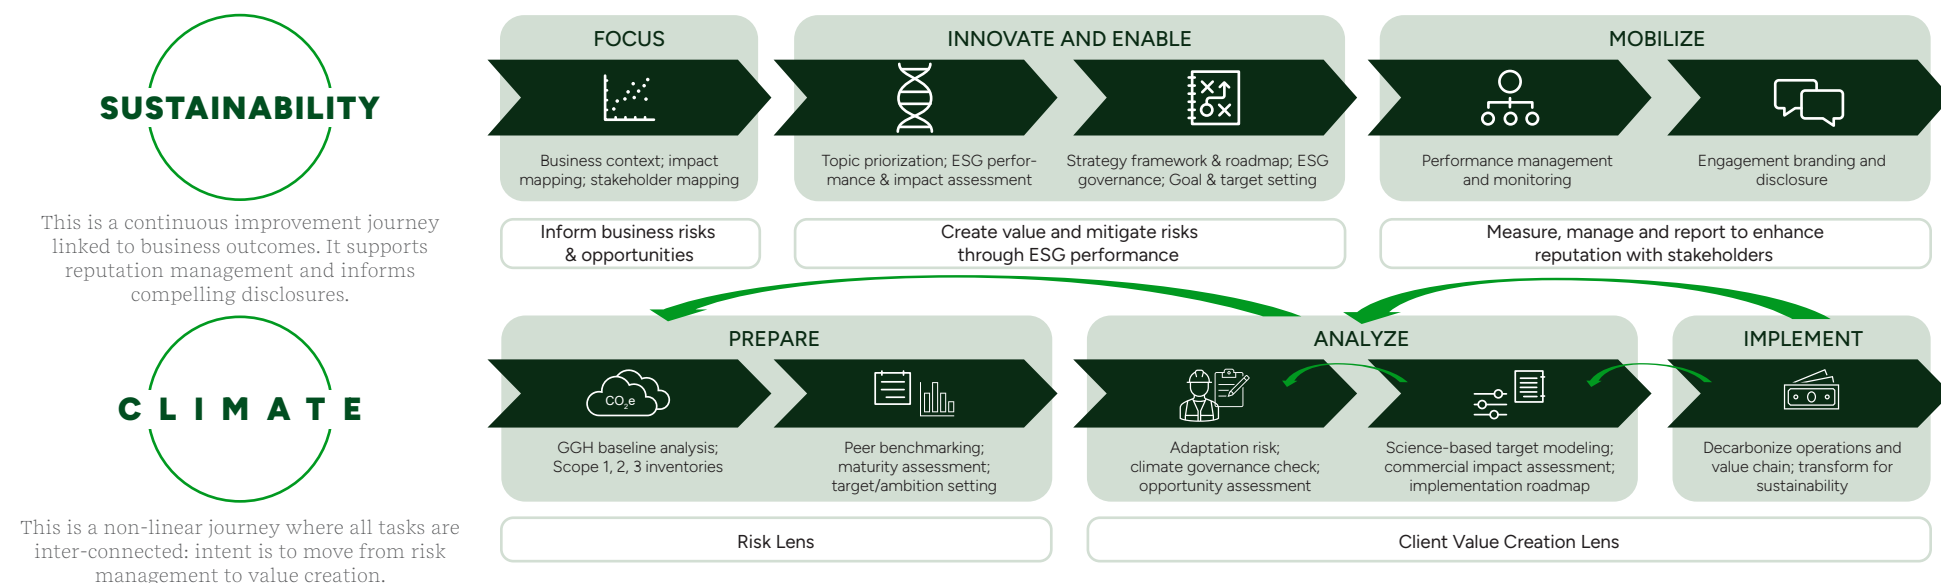 SUSTAINABILITY
This is a continuous improvement journey
linked to business outcomes. It supports
reputation management and informs
compelling disclosures.
FOCUS
Business context; impact
mapping; stakeholder mapping
Inform business risks
& opportunities
INNOVATE AND ENABLE
Topic priorization; ESG perfor-
mance & impact assessment
Strategy framework & roadmap; ESG
governance; Goal & target setting
Create value and mitigate risks
through ESG performance
MOBILIZE
Performance management
and monitoring
Engagement branding and
disclosure
Measure, manage and report to enhance
reputation with stakeholders
CLIMATE
This is a non-linear journey where all tasks are
inter-connected: intent is to move from risk
management to value creation.
PREPARE
CO2e
GGH baseline analysis;
Scope 1, 2, 3 inventories
Peer benchmarking;
maturity assessment;
target/ambition setting
Risk Lens
ANALYZE
Adaptation risk;
climate governance check;
opportunity assessment
Science-based target modeling;
commercial impact assessment;
implementation roadmap
IMPLEMENT
Decarbonize operations and
value chain; transform for
sustainability
Client Value Creation Lens